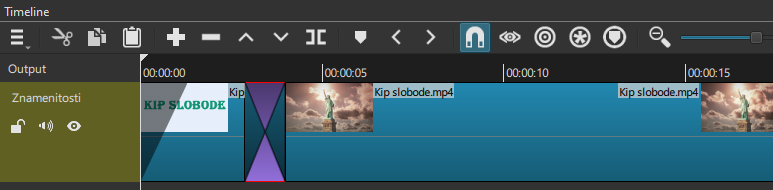 Timeline
Output
00:00:00
00:00:05
00:00:10
00:00:15
Znamenitosti
KIP SLOBODE
Kip
Kip slobode.mp4
Kip slobode.mp4